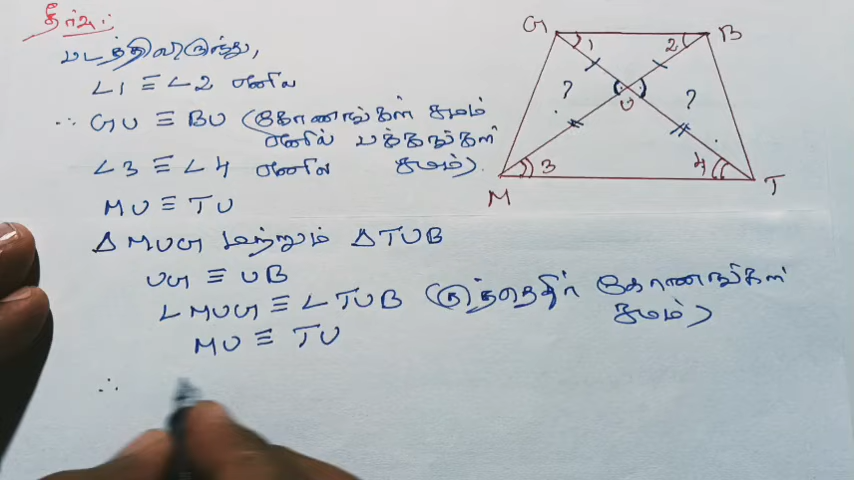 தீர்வு:
படத்திலிருந்து,
∠1 ≡ ∠2 எனில்
∴ GU ≡ BU (கோணங்கள் சமம்
எனில் பக்கங்கள்
சமம்).
∠3 ≡ ∠4 எனில்
MU ≡ TU
Δ MUG மற்றும் ΔTUB
UG ≡ UB
∠MUG ≡ ∠TUB (குத்தெதிர் கோணங்கள்
சமம்)
MU ≡ TU
∴
G 1 2 B
? U ?
M 3 4 T